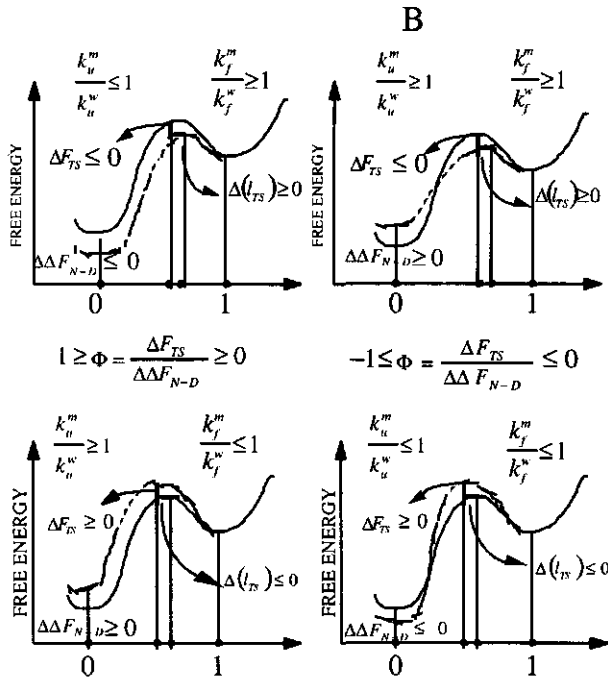 B
k_u^m / k_u^w ≤ 1
k_f^m / k_f^w ≥ 1
FREE ENERGY
ΔF_TS ≤ 0
Δ(l_TS) ≥ 0
ΔΔF_N-D ≤ 0
0 1
k_u^m / k_u^w ≥ 1
k_f^m / k_f^w ≥ 1
FREE ENERGY
ΔF_TS ≤ 0
Δ(l_TS) ≥ 0
ΔΔF_N-D ≥ 0
0 1
1 ≥ Φ = ΔF_TS / ΔΔF_N-D ≥ 0
-1 ≤ Φ = ΔF_TS / ΔΔ F_N-D ≤ 0
k_u^m / k_u^w ≥ 1
k_f^m / k_f^w ≤ 1
FREE ENERGY
ΔF_TS ≥ 0
Δ(l_TS) ≤ 0
ΔΔF_N-D ≥ 0
0 1
k_u^m / k_u^w ≤ 1
k_f^m / k_f^w ≤ 1
FREE ENERGY
ΔF_TS ≥ 0
Δ(l_TS) ≤ 0
ΔΔF_N-D ≤ 0
0 1